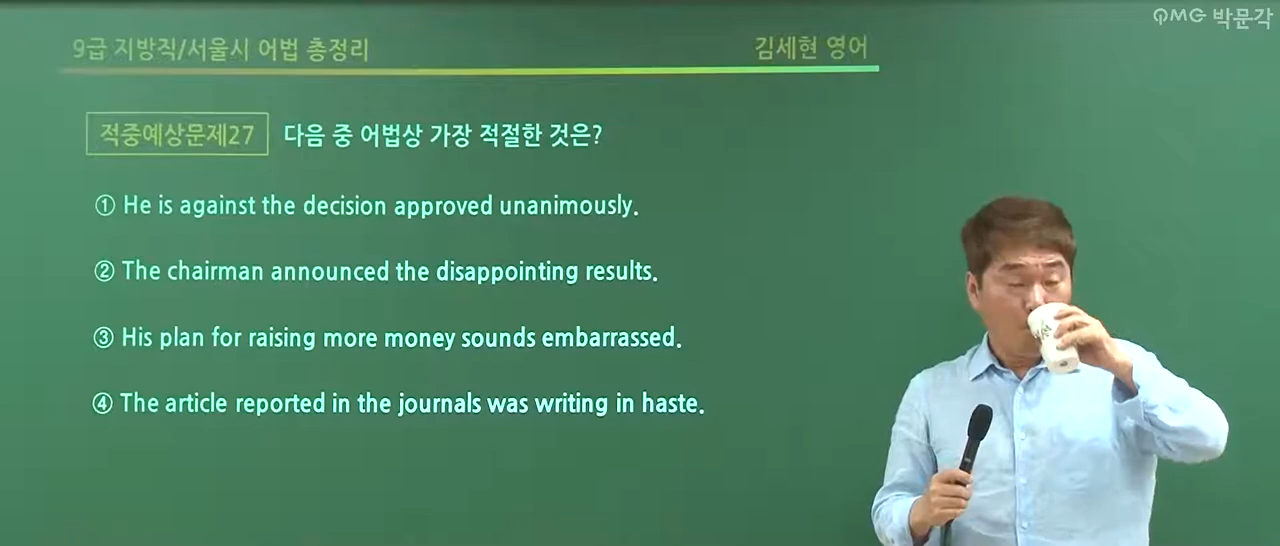 PMG 박문각
9급 지방직/서울시 어법 총정리
김세현 영어
적중예상문제27 다음 중 어법상 가장 적절한 것은?
① He is against the decision approved unanimously.
② The chairman announced the disappointing results.
③ His plan for raising more money sounds embarrassed.
④ The article reported in the journals was writing in haste.